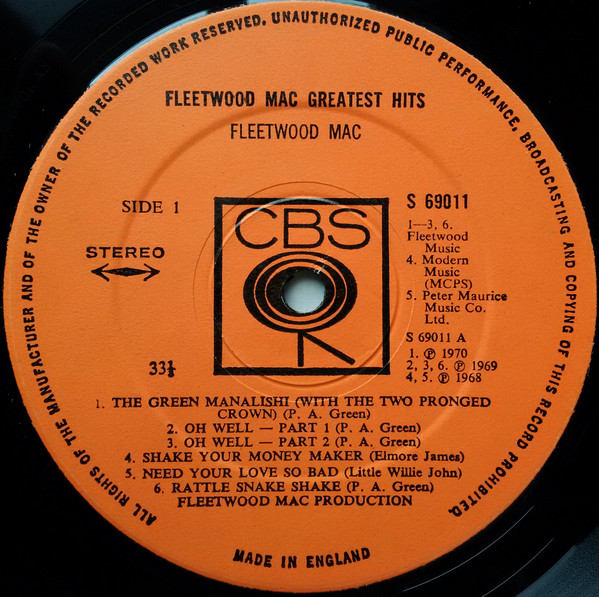 ALL RIGHTS OF THE MANUFACTURER AND OF THE OWNER OF THE RECORDED WORK RESERVED. UNAUTHORIZED PUBLIC PERFORMANCE, BROADCASTING AND COPYING OF THIS RECORD PROHIBITED.
FLEETWOOD MAC GREATEST HITS
FLEETWOOD MAC
SIDE 1
STEREO
33⅓
CBS
S 69011
1—3, 6.
Fleetwood
Music
4. Modern
Music
(MCPS)
5. Peter Maurice
Music Co.
Ltd.
S 69011 A
1. ℗ 1970
2, 3, 6. ℗ 1969
4, 5. ℗ 1968
1. THE GREEN MANALISHI (WITH THE TWO PRONGED
CROWN) (P. A. Green)
2. OH WELL — PART 1 (P. A. Green)
3. OH WELL — PART 2 (P. A. Green)
4. SHAKE YOUR MONEY MAKER (Elmore James)
5. NEED YOUR LOVE SO BAD (Little Willie John)
6. RATTLE SNAKE SHAKE (P. A. Green)
FLEETWOOD MAC PRODUCTION
MADE IN ENGLAND